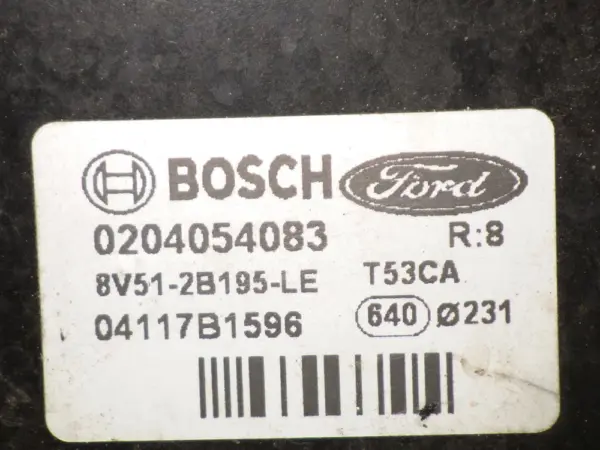 BOSCH Ford
0204054083 R:8
8V51-2B195-LE T53CA
04117B1596 640 Ø231